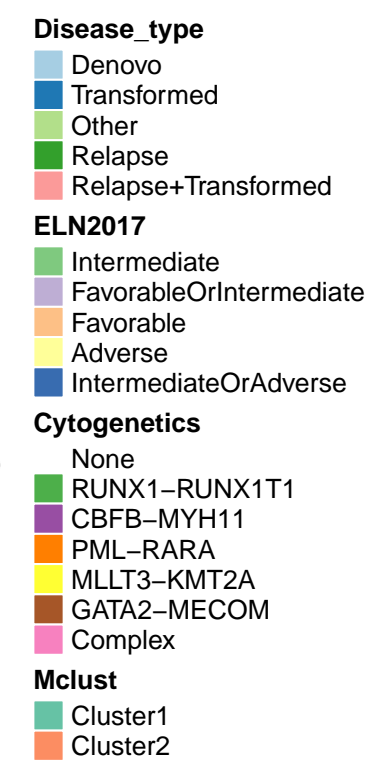 Disease_type
Denovo
Transformed
Other
Relapse
Relapse+Transformed
ELN2017
Intermediate
FavorableOrIntermediate
Favorable
Adverse
IntermediateOrAdverse
Cytogenetics
None
RUNX1−RUNX1T1
CBFB−MYH11
PML−RARA
MLLT3−KMT2A
GATA2−MECOM
Complex
Mclust
Cluster1
Cluster2